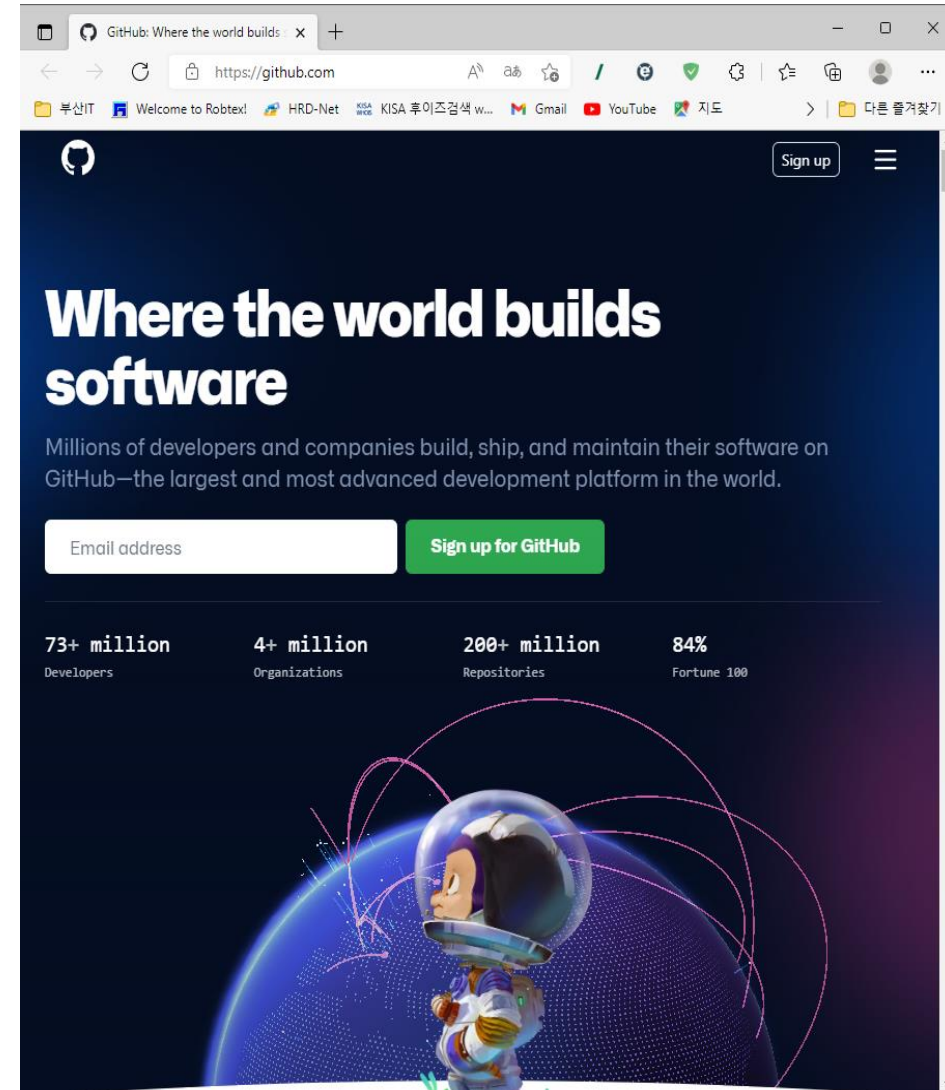 GitHub: Where the world builds s
https://github.com
부산IT Welcome to Robtex! HRD-Net KISA 후이즈검색 w... Gmail YouTube 지도 다른 즐겨찾기
Sign up
Where the world builds
software
Millions of developers and companies build, ship, and maintain their software on
GitHub—the largest and most advanced development platform in the world.
Email address Sign up for GitHub
73+ million 4+ million 200+ million 84%
Developers Organizations Repositories Fortune 100